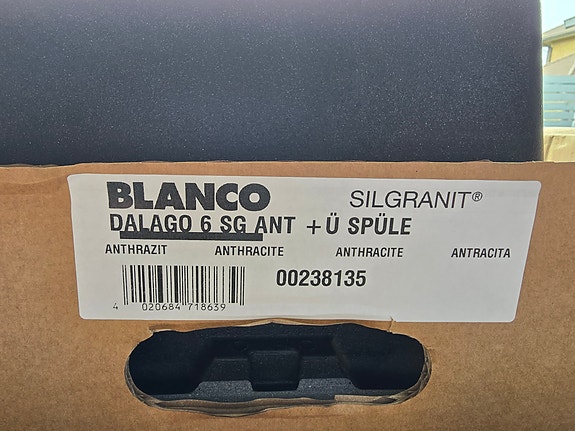 BLANCO SILGRANIT®
DALAGO 6 SG ANT + Ü SPÜLE
ANTHRAZIT ANTHRACITE ANTHRACITE ANTRACITA
00238135
4 020684 718639